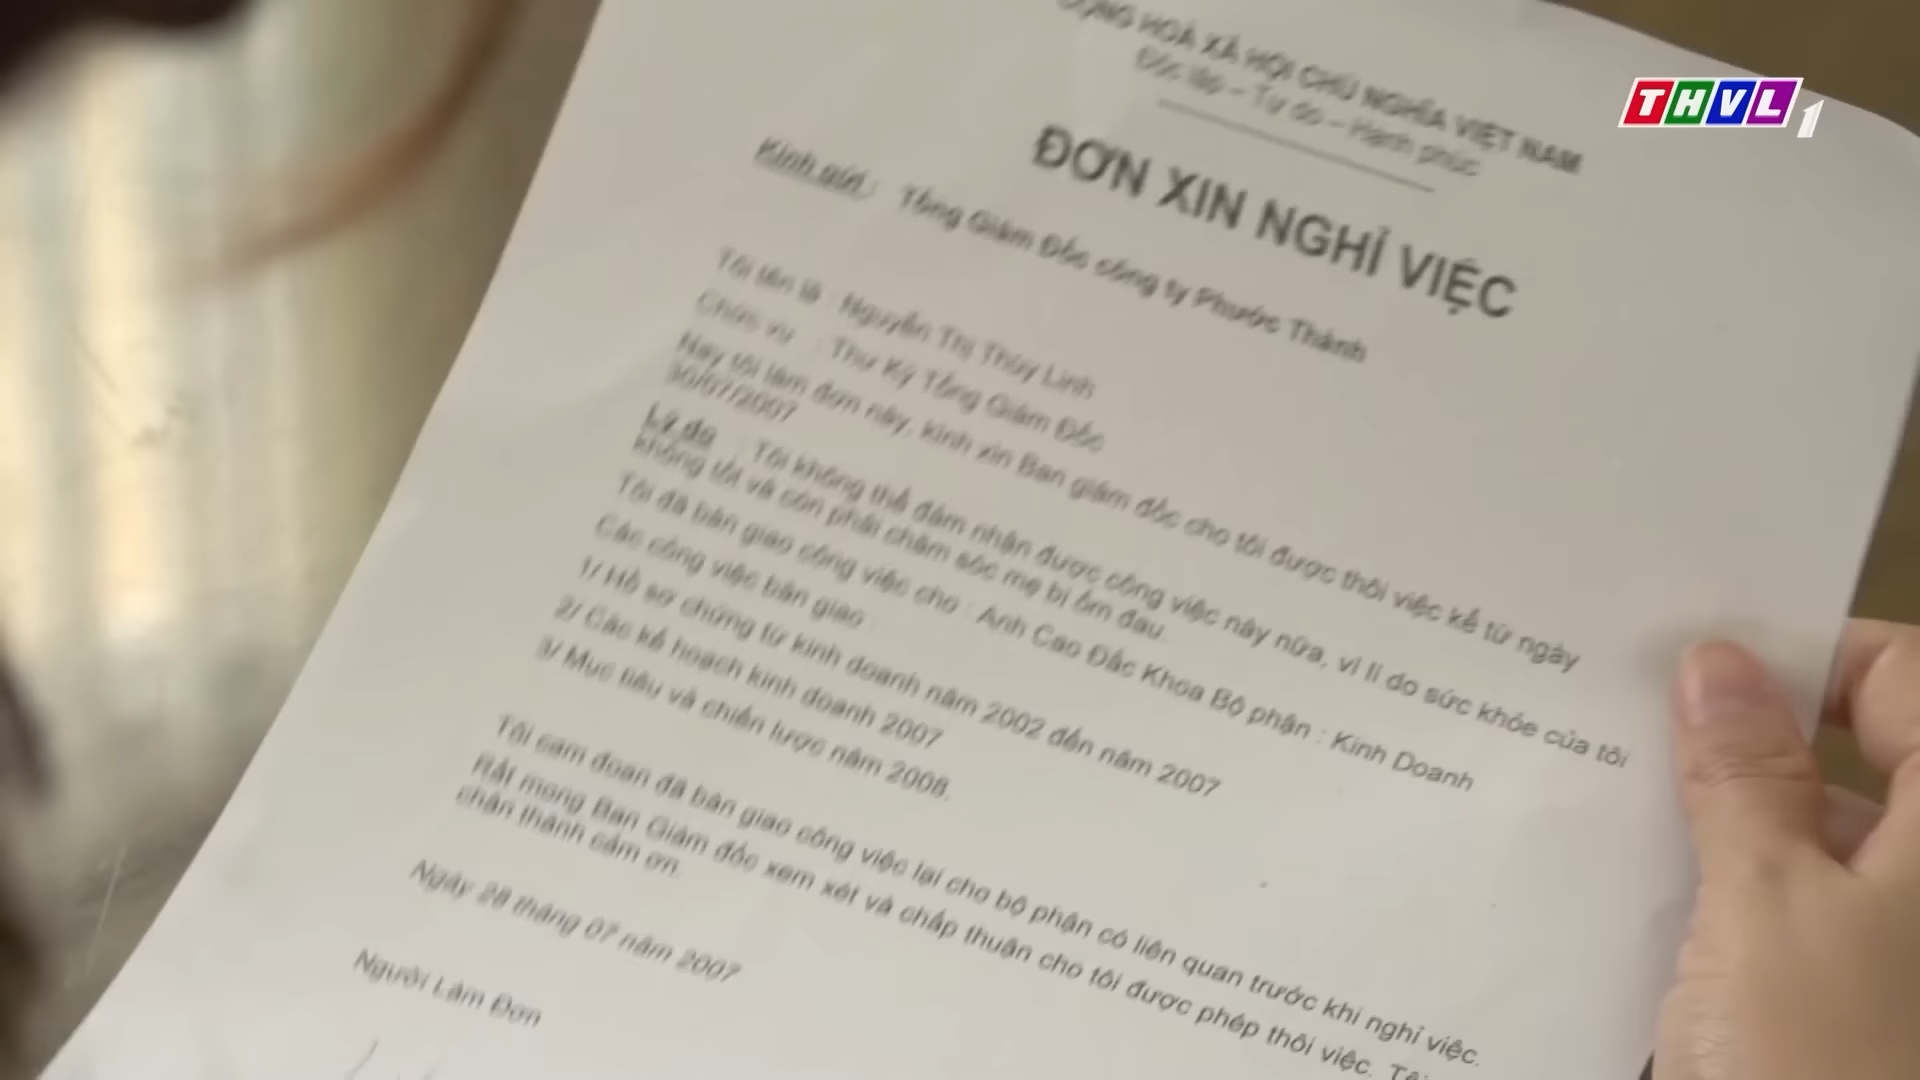 CỘNG HOÀ XÃ HỘI CHỦ NGHĨA VIỆT NAM
Độc lập – Tự do – Hạnh phúc
THVL1
ĐƠN XIN NGHỈ VIỆC
Kính gửi : Tổng Giám Đốc công ty Phước Thành
Tôi tên là : Nguyễn Thị Thùy Linh
Chức vụ : Thư Ký Tổng Giám Đốc
Nay tôi làm đơn này, kính xin Ban giám đốc cho tôi được thôi việc kể từ ngày
30/07/2007
Lý do : Tôi không thể đảm nhận được công việc này nữa, vì lí do sức khỏe của tôi
không tốt và còn phải chăm sóc mẹ bị ốm đau.
Tôi đã bàn giao công việc cho : Anh Cao Đắc Khoa Bộ phận : Kinh Doanh
Các công việc bàn giao :
1/ Hồ sơ chứng từ kinh doanh năm 2002 đến năm 2007
2/ Các kế hoạch kinh doanh 2007
3/ Mục tiêu và chiến lược năm 2008.
Tôi cam đoan đã bàn giao công việc lại cho bộ phận có liên quan trước khi nghỉ việc.
Rất mong Ban Giám đốc xem xét và chấp thuận cho tôi được phép thôi việc. Tôi
chân thành cảm ơn.
Ngày 28 tháng 07 năm 2007
Người Làm Đơn